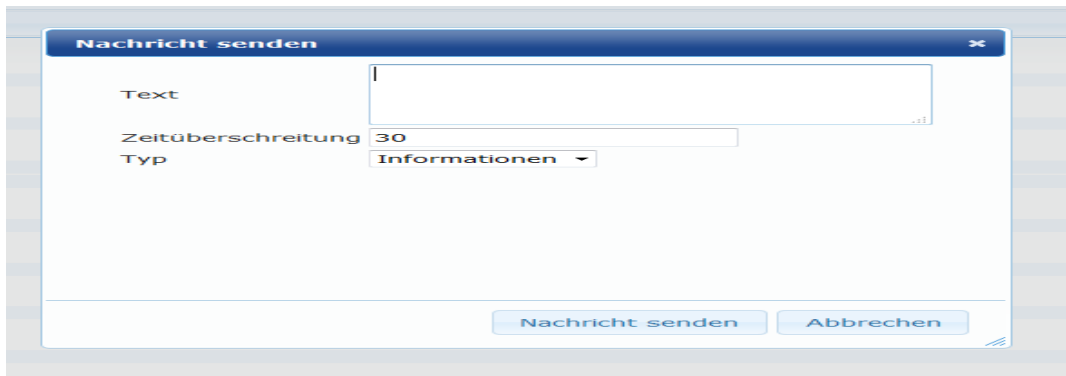 Nachricht senden
Text
Zeitüberschreitung 30
Typ Informationen
Nachricht senden Abbrechen